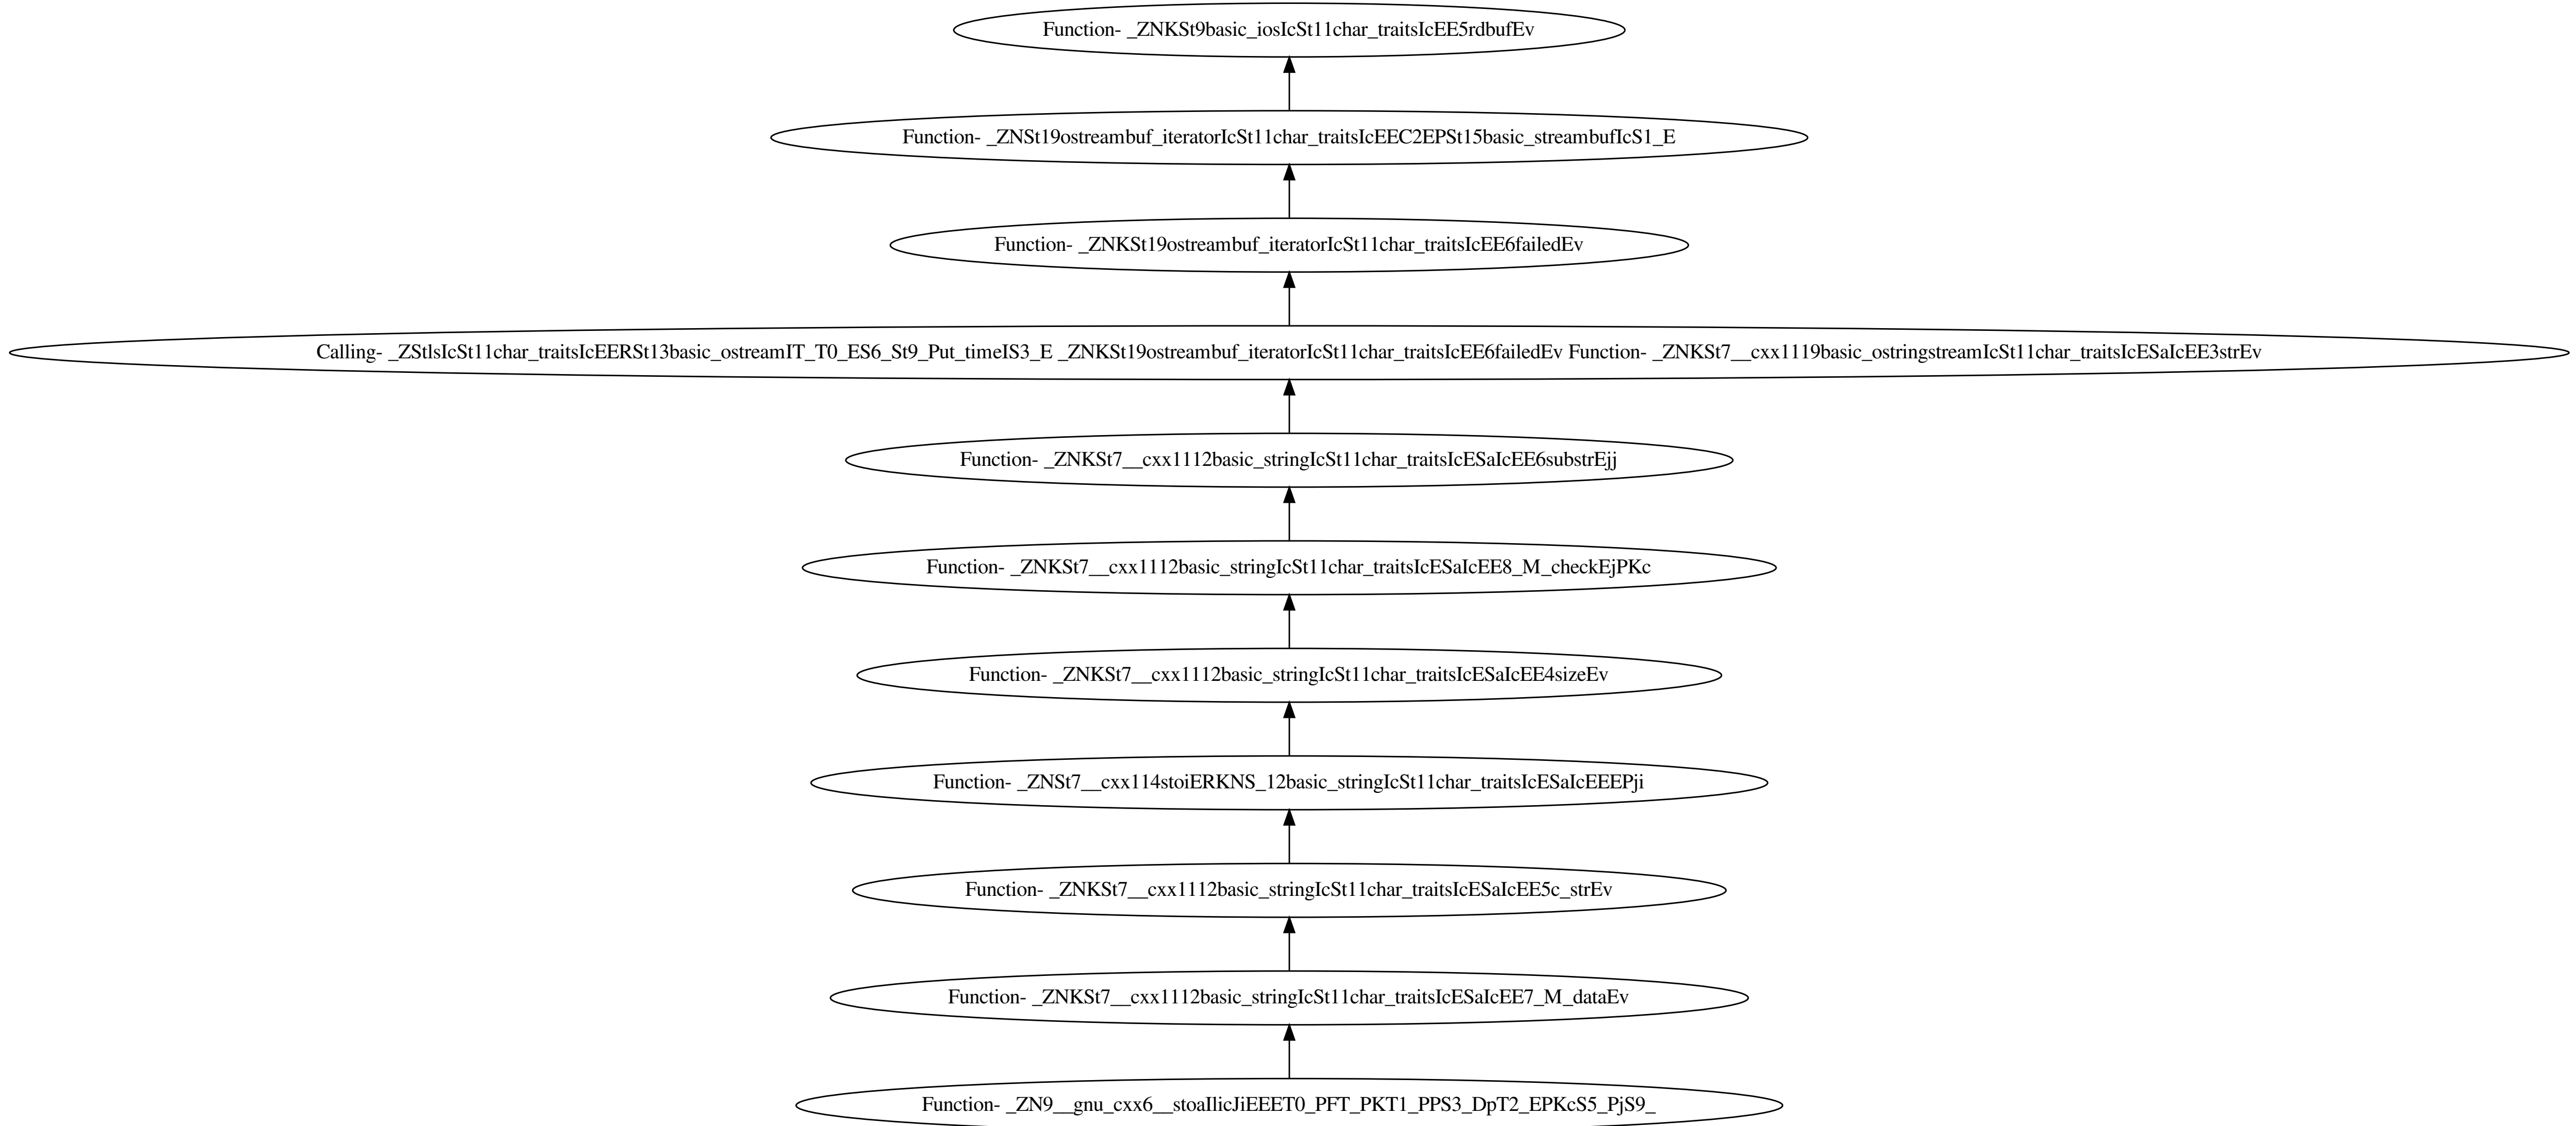 Function- _ZNKSt9basic_iosIcSt11char_traitsIcEE5rdbufEv
Function- _ZNSt19ostreambuf_iteratorIcSt11char_traitsIcEEC2EPSt15basic_streambufIcS1_E
Function- _ZNKSt19ostreambuf_iteratorIcSt11char_traitsIcEE6failedEv
Calling- _ZStlsIcSt11char_traitsIcEERSt13basic_ostreamIT_T0_ES6_St9_Put_timeIS3_E _ZNKSt19ostreambuf_iteratorIcSt11char_traitsIcEE6failedEv Function- _ZNKSt7__cxx1119basic_ostringstreamIcSt11char_traitsIcESaIcEE3strEv
Function- _ZNKSt7__cxx1112basic_stringIcSt11char_traitsIcESaIcEE6substrEjj
Function- _ZNKSt7__cxx1112basic_stringIcSt11char_traitsIcESaIcEE8_M_checkEjPKc
Function- _ZNKSt7__cxx1112basic_stringIcSt11char_traitsIcESaIcEE4sizeEv
Function- _ZNSt7__cxx114stoiERKNS_12basic_stringIcSt11char_traitsIcESaIcEEEPji
Function- _ZNKSt7__cxx1112basic_stringIcSt11char_traitsIcESaIcEE5c_strEv
Function- _ZNKSt7__cxx1112basic_stringIcSt11char_traitsIcESaIcEE7_M_dataEv
Function- _ZN9__gnu_cxx6__stoaIlicJiEEET0_PFT_PKT1_PPS3_DpT2_EPKcS5_PjS9_